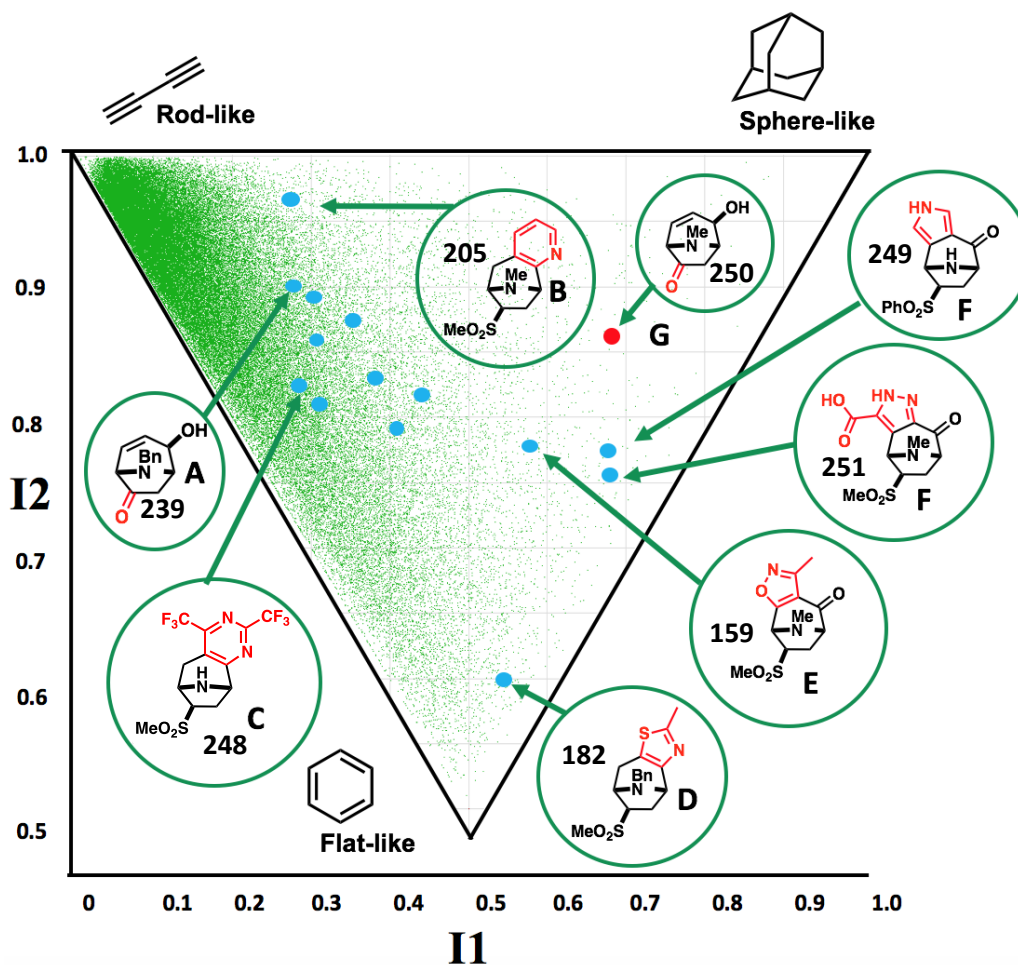 Rod-like
Sphere-like
1.0
0.9
0.8
I2
0.7
0.6
0.5
0
0.1
0.2
0.3
0.4
0.5
0.6
0.7
0.8
0.9
1.0
I1
205
Me
N
N
MeO₂S
B
OH
Me
N
O
250
G
HN
249
O
H
N
PhO₂S
F
HO
O
HN
N
O
251
Me
N
MeO₂S
F
OH
Bn
N
A
O
239
N
O
O
159
Me
N
MeO₂S
E
F₃C
N
CF₃
N
H
N
MeO₂S
C
248
S
182
N
Bn
N
MeO₂S
D
Flat-like